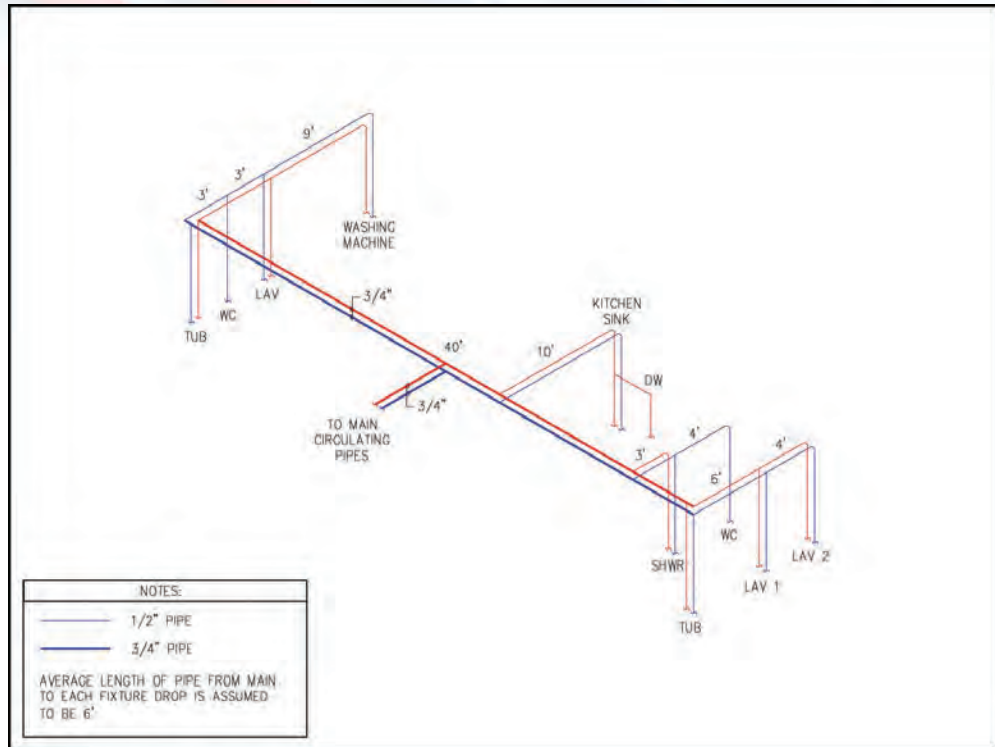 9'
3'
3'
WASHING
MACHINE
LAV
WC
TUB
3/4"
40'
KITCHEN
SINK
10'
DW
3/4"
TO MAIN
CIRCULATING
PIPES
4'
3'
4'
6'
WC
SHWR
LAV 2
LAV 1
TUB
NOTES:
1/2" PIPE
3/4" PIPE
AVERAGE LENGTH OF PIPE FROM MAIN
TO EACH FIXTURE DROP IS ASSUMED
TO BE 6'